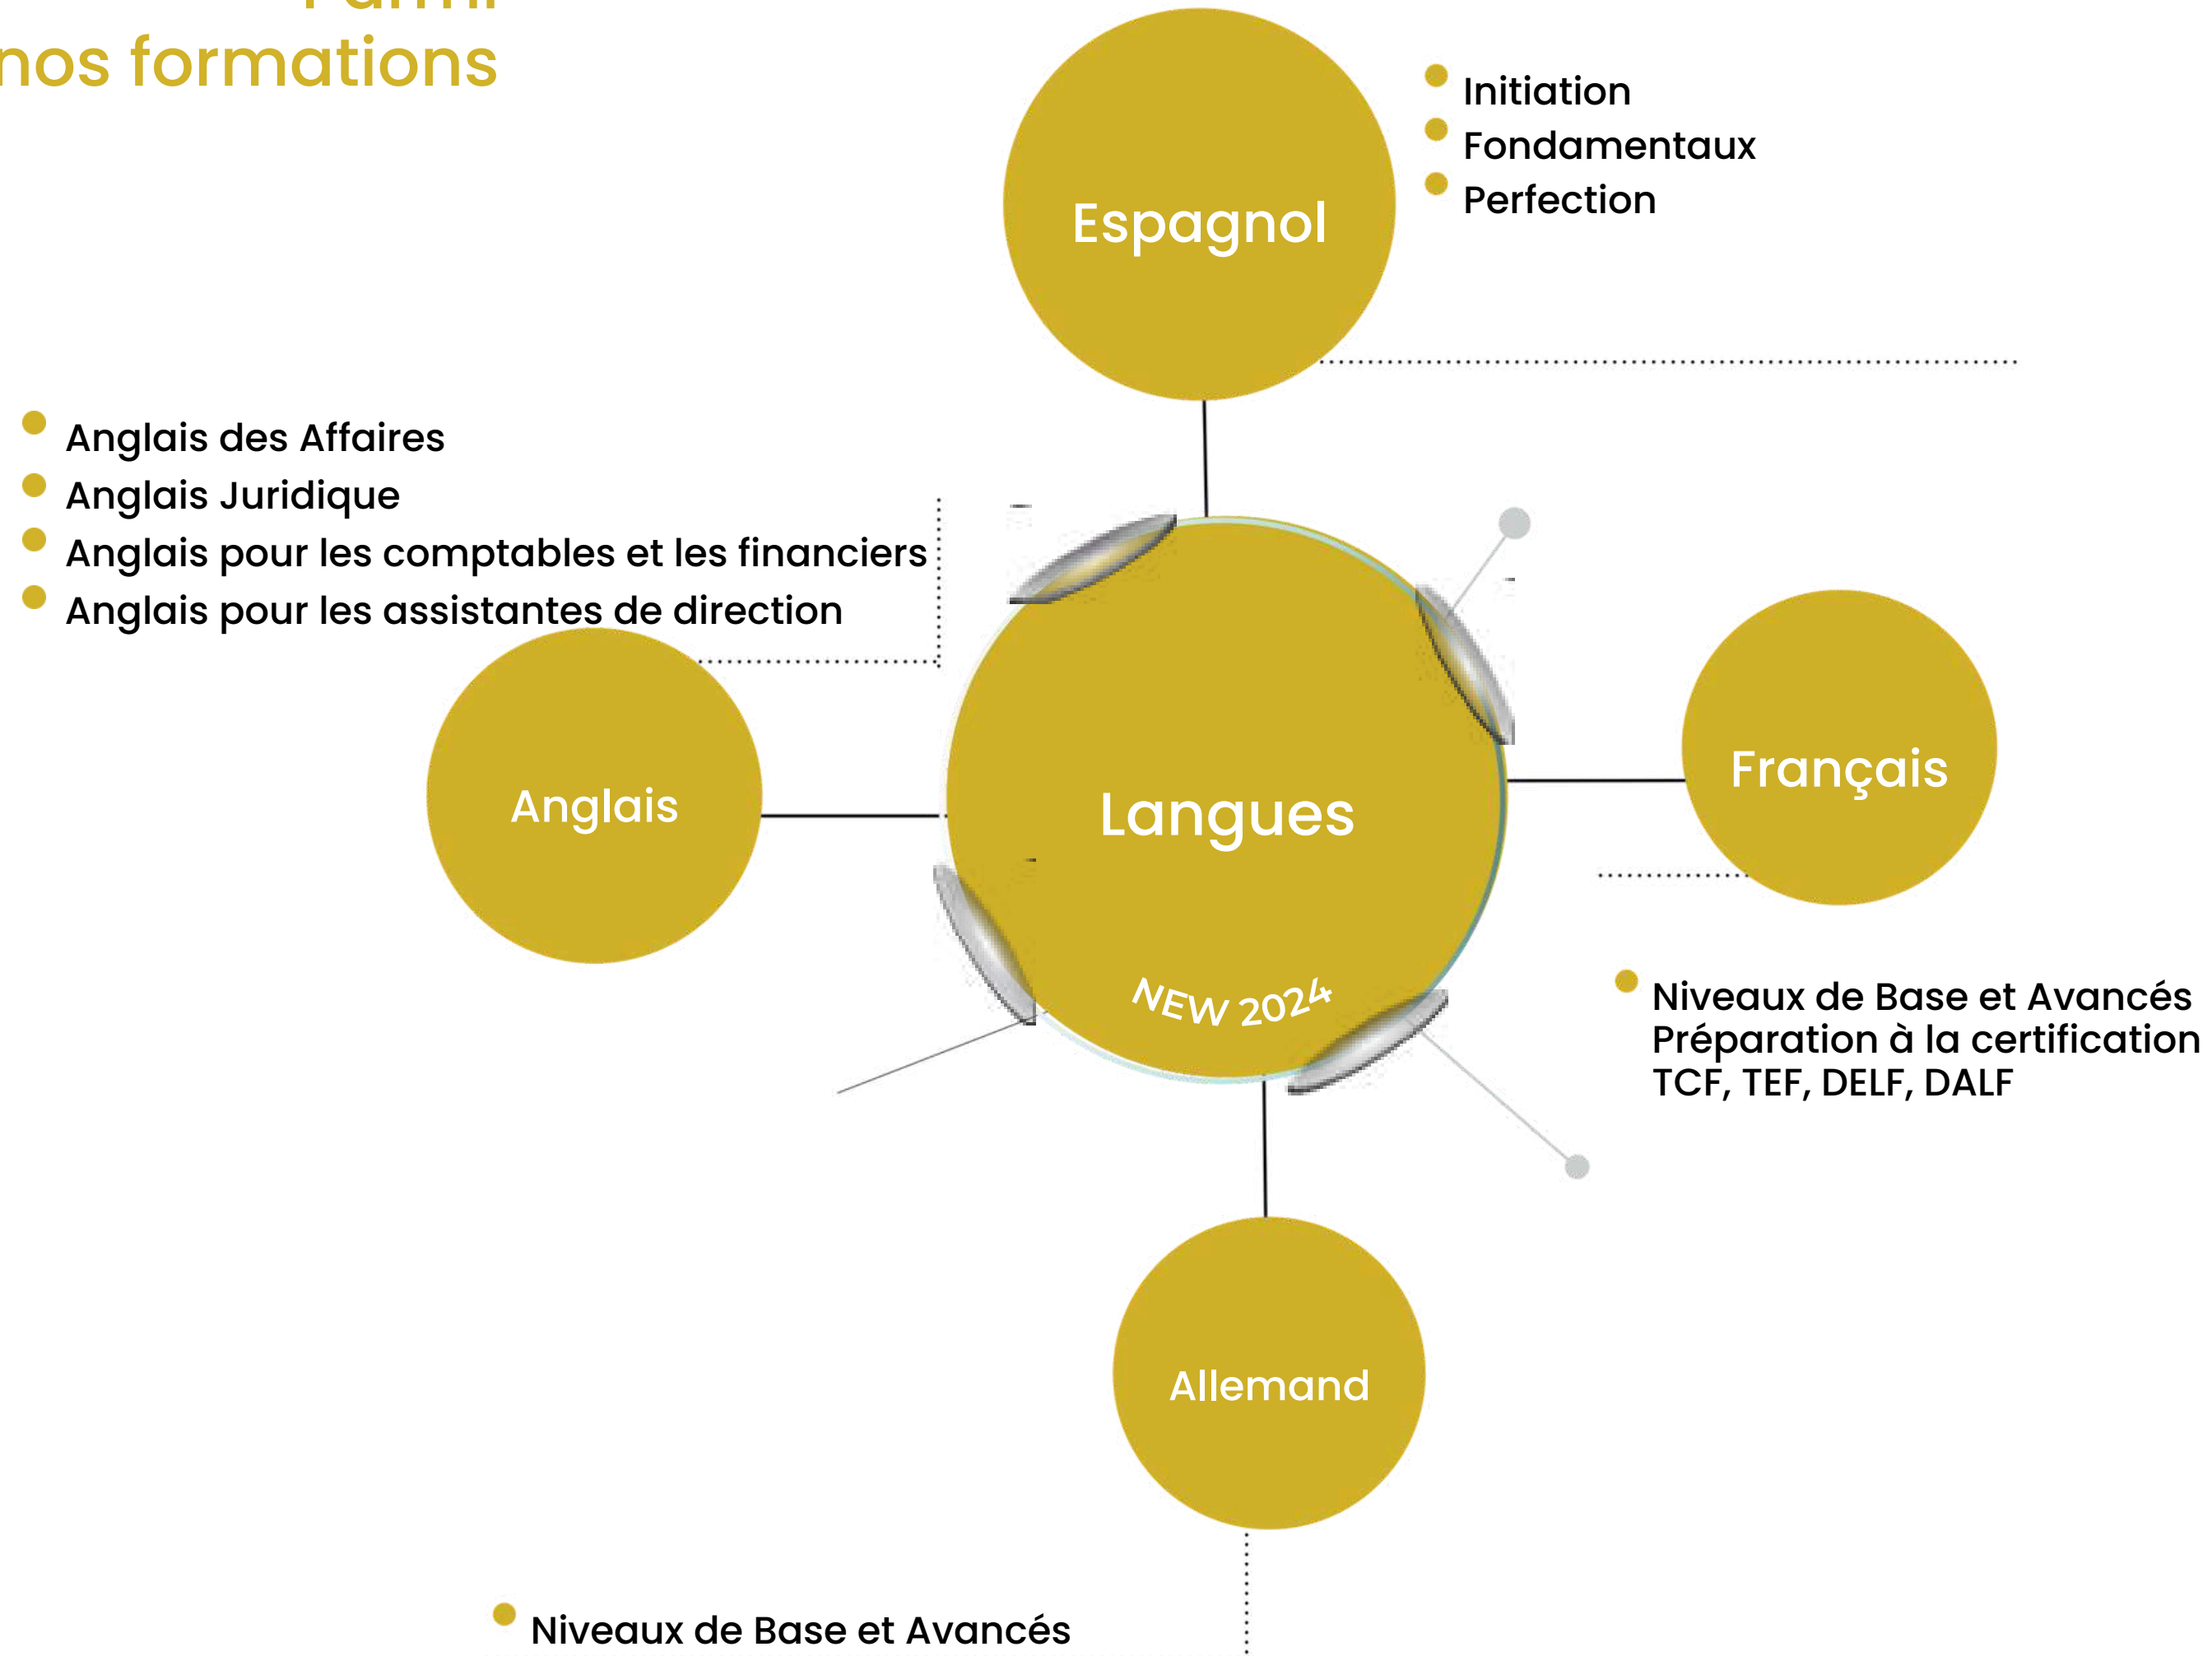 Parmi
nos formations
Espagnol
Initiation
Fondamentaux
Perfection
Anglais des Affaires
Anglais Juridique
Anglais pour les comptables et les financiers
Anglais pour les assistantes de direction
Anglais
Langues
NEW 2024
Français
Niveaux de Base et Avancés
Préparation à la certification
TCF, TEF, DELF, DALF
Allemand
Niveaux de Base et Avancés